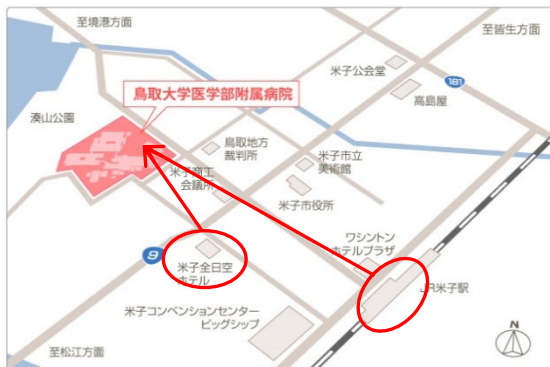 至境港方面
至皆生方面
米子公会堂
181
高島屋
鳥取大学医学部附属病院
湊山公園
鳥取地方
裁判所
米子市立
美術館
米子商工
会議所
米子市役所
ワシントン
ホテルプラザ
9
米子全日空
ホテル
JR米子駅
米子コンベンションセンター
ビッグシップ
至松江方面
N